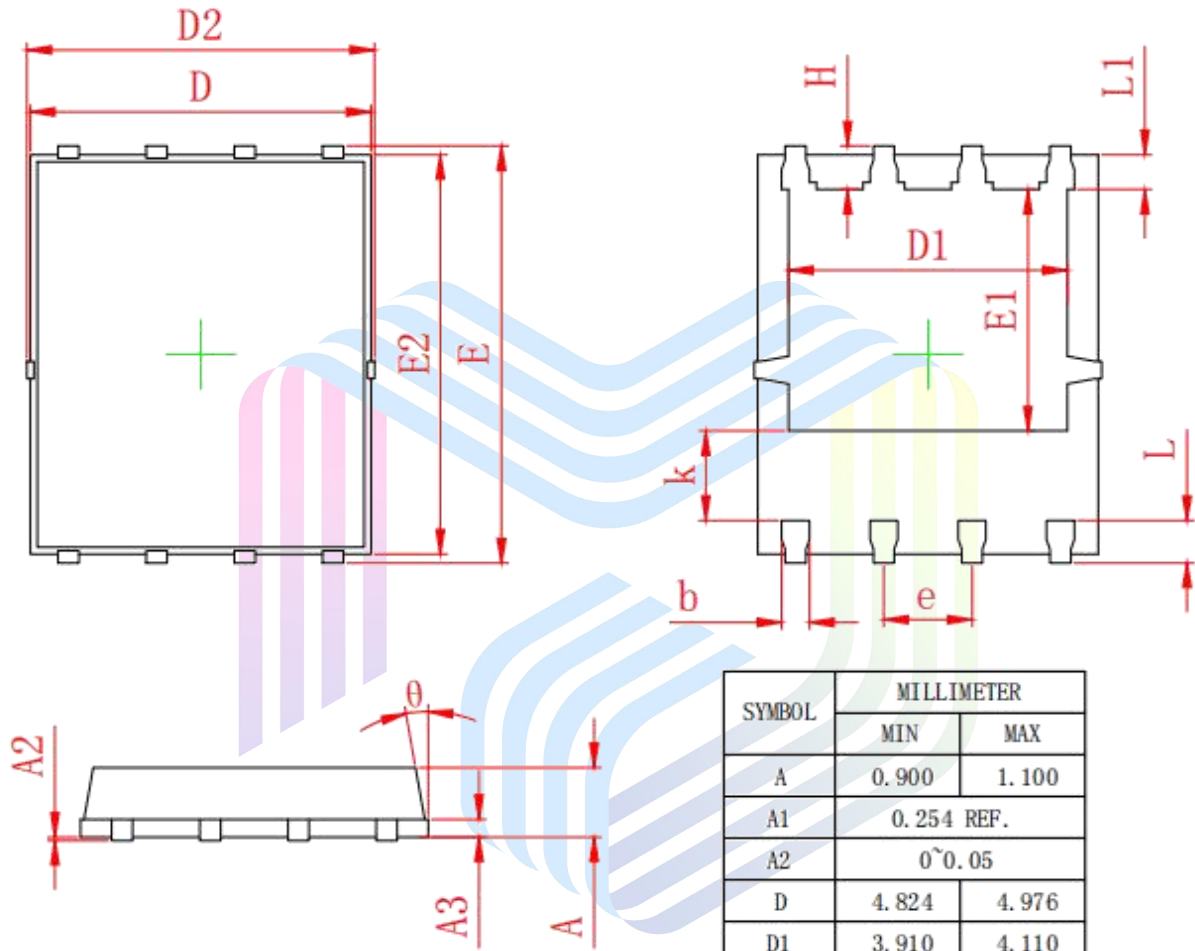 D2
D
H
L1
D1
E1
E2
E
k
L
b
e
θ
A2
A3
A
SYMBOL MILLIMETER
MIN MAX
A 0.900 1.100
A1 0.254 REF.
A2 0~0.05
D 4.824 4.976
D1 3.910 4.110